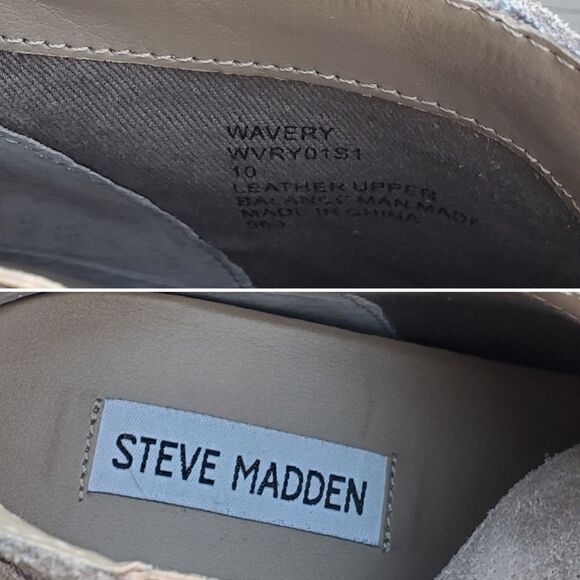 WAVERY
WVRY01S1
10
LEATHER UPPER
BALANCE MAN MADE
MADE IN CHINA
STEVE MADDEN